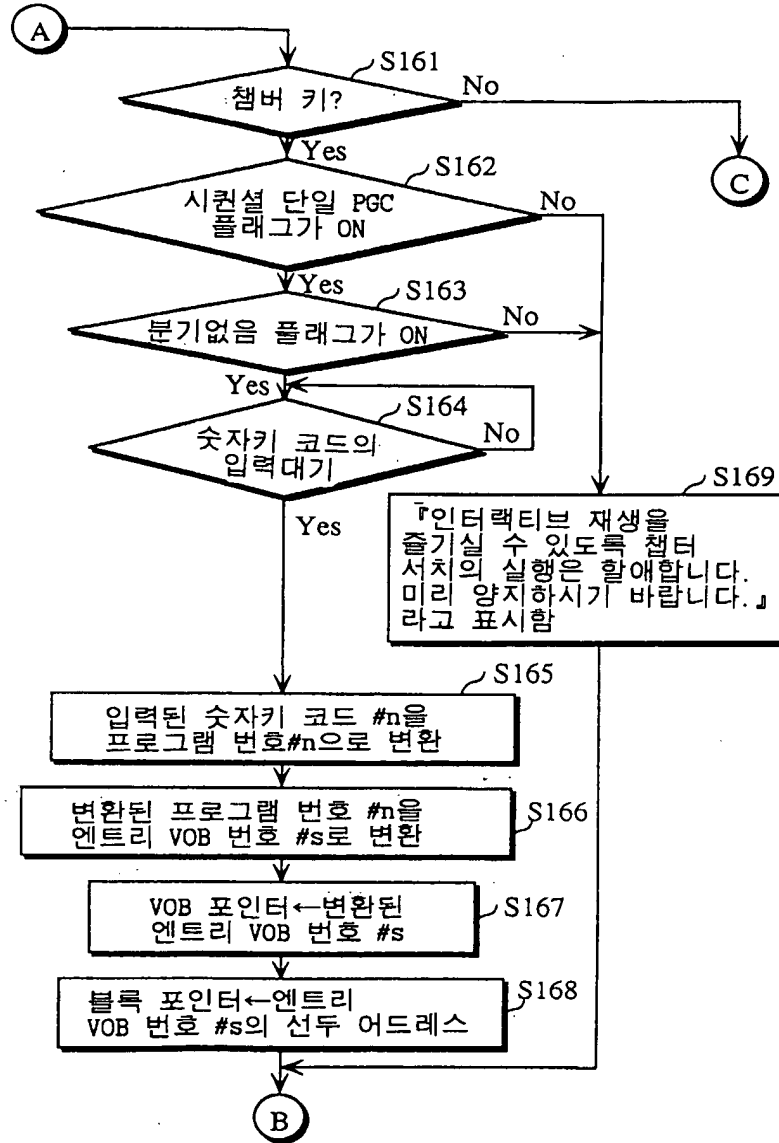 A
S161
챔버 키?
No
Yes
C
S162
시퀀셜 단일 PGC
플래그가 ON
No
Yes
S163
분기없음 플래그가 ON
No
Yes
S164
숫자키 코드의
입력대기
No
Yes
S169
『인터랙티브 재생을
즐기실 수 있도록 챕터
서치의 실행은 할애합니다.
미리 양지하시기 바랍니다.』
라고 표시함
S165
입력된 숫자키 코드 #n을
프로그램 번호#n으로 변환
변환된 프로그램 번호 #n을
엔트리 VOB 번호 #s로 변환
S166
VOB 포인터←변환된
엔트리 VOB 번호 #s
S167
블록 포인터←엔트리
VOB 번호 #s의 선두 어드레스
S168
B